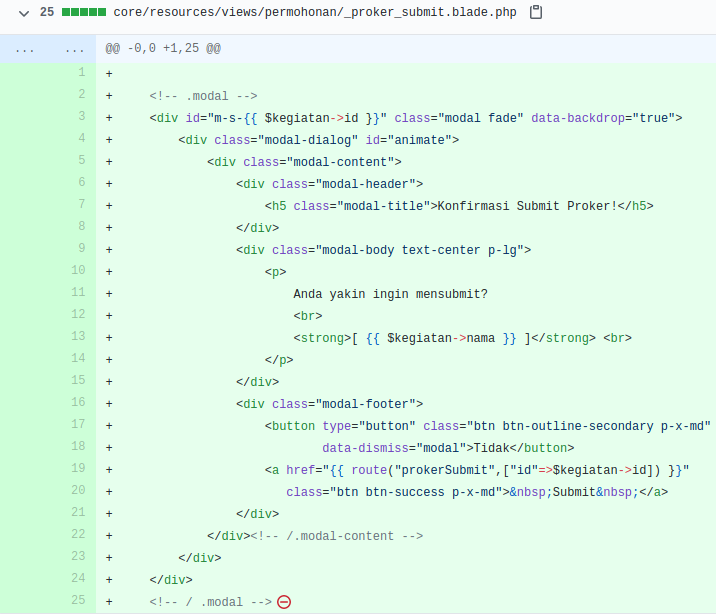 25 core/resources/views/permohonan/_proker_submit.blade.php
... ... @@ -0,0 +1,25 @@
1 +
2 +     <!-- .modal -->
3 +     <div id="m-s-{{ $kegiatan->id }}" class="modal fade" data-backdrop="true">
4 +         <div class="modal-dialog" id="animate">
5 +             <div class="modal-content">
6 +                 <div class="modal-header">
7 +                     <h5 class="modal-title">Konfirmasi Submit Proker!</h5>
8 +                 </div>
9 +                 <div class="modal-body text-center p-lg">
10 +                     <p>
11 +                         Anda yakin ingin mensubmit?
12 +                         <br>
13 +                         <strong>[ {{ $kegiatan->nama }} ]</strong> <br>
14 +                     </p>
15 +                 </div>
16 +                 <div class="modal-footer">
17 +                     <button type="button" class="btn btn-outline-secondary p-x-md"
18 +                             data-dismiss="modal">Tidak</button>
19 +                     <a href="{{ route("prokerSubmit",["id"=>$kegiatan->id]) }}"
20 +                        class="btn btn-success p-x-md">&nbsp;Submit&nbsp;</a>
21 +                 </div>
22 +             </div><!-- /.modal-content -->
23 +         </div>
24 +     </div>
25 +     <!-- / .modal -->